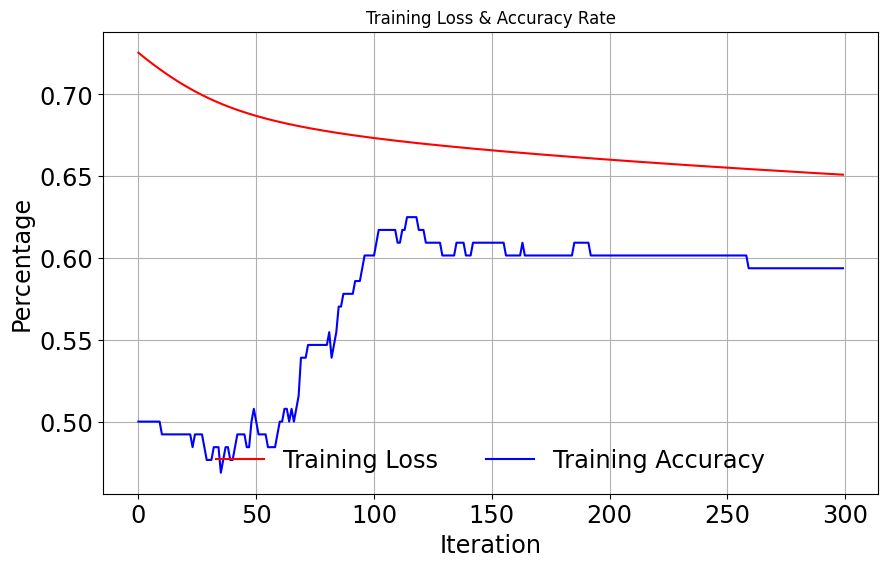 Training Loss & Accuracy Rate
Percentage
0.70
0.65
0.60
0.55
0.50
Training Loss
Training Accuracy
0 50 100 150 200 250 300
Iteration